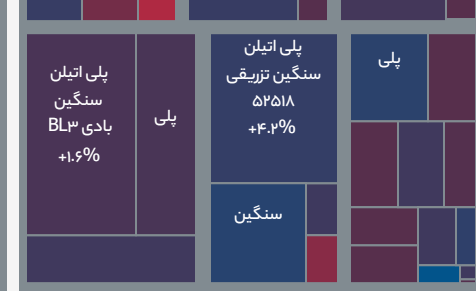 پلی اتیلن
سنگین
بادی BL۳
+۱.۶%
پلی
پلی اتیلن
سنگین تزریقی
۵۲۵۱۸
+۴.۲%
سنگین
پلی